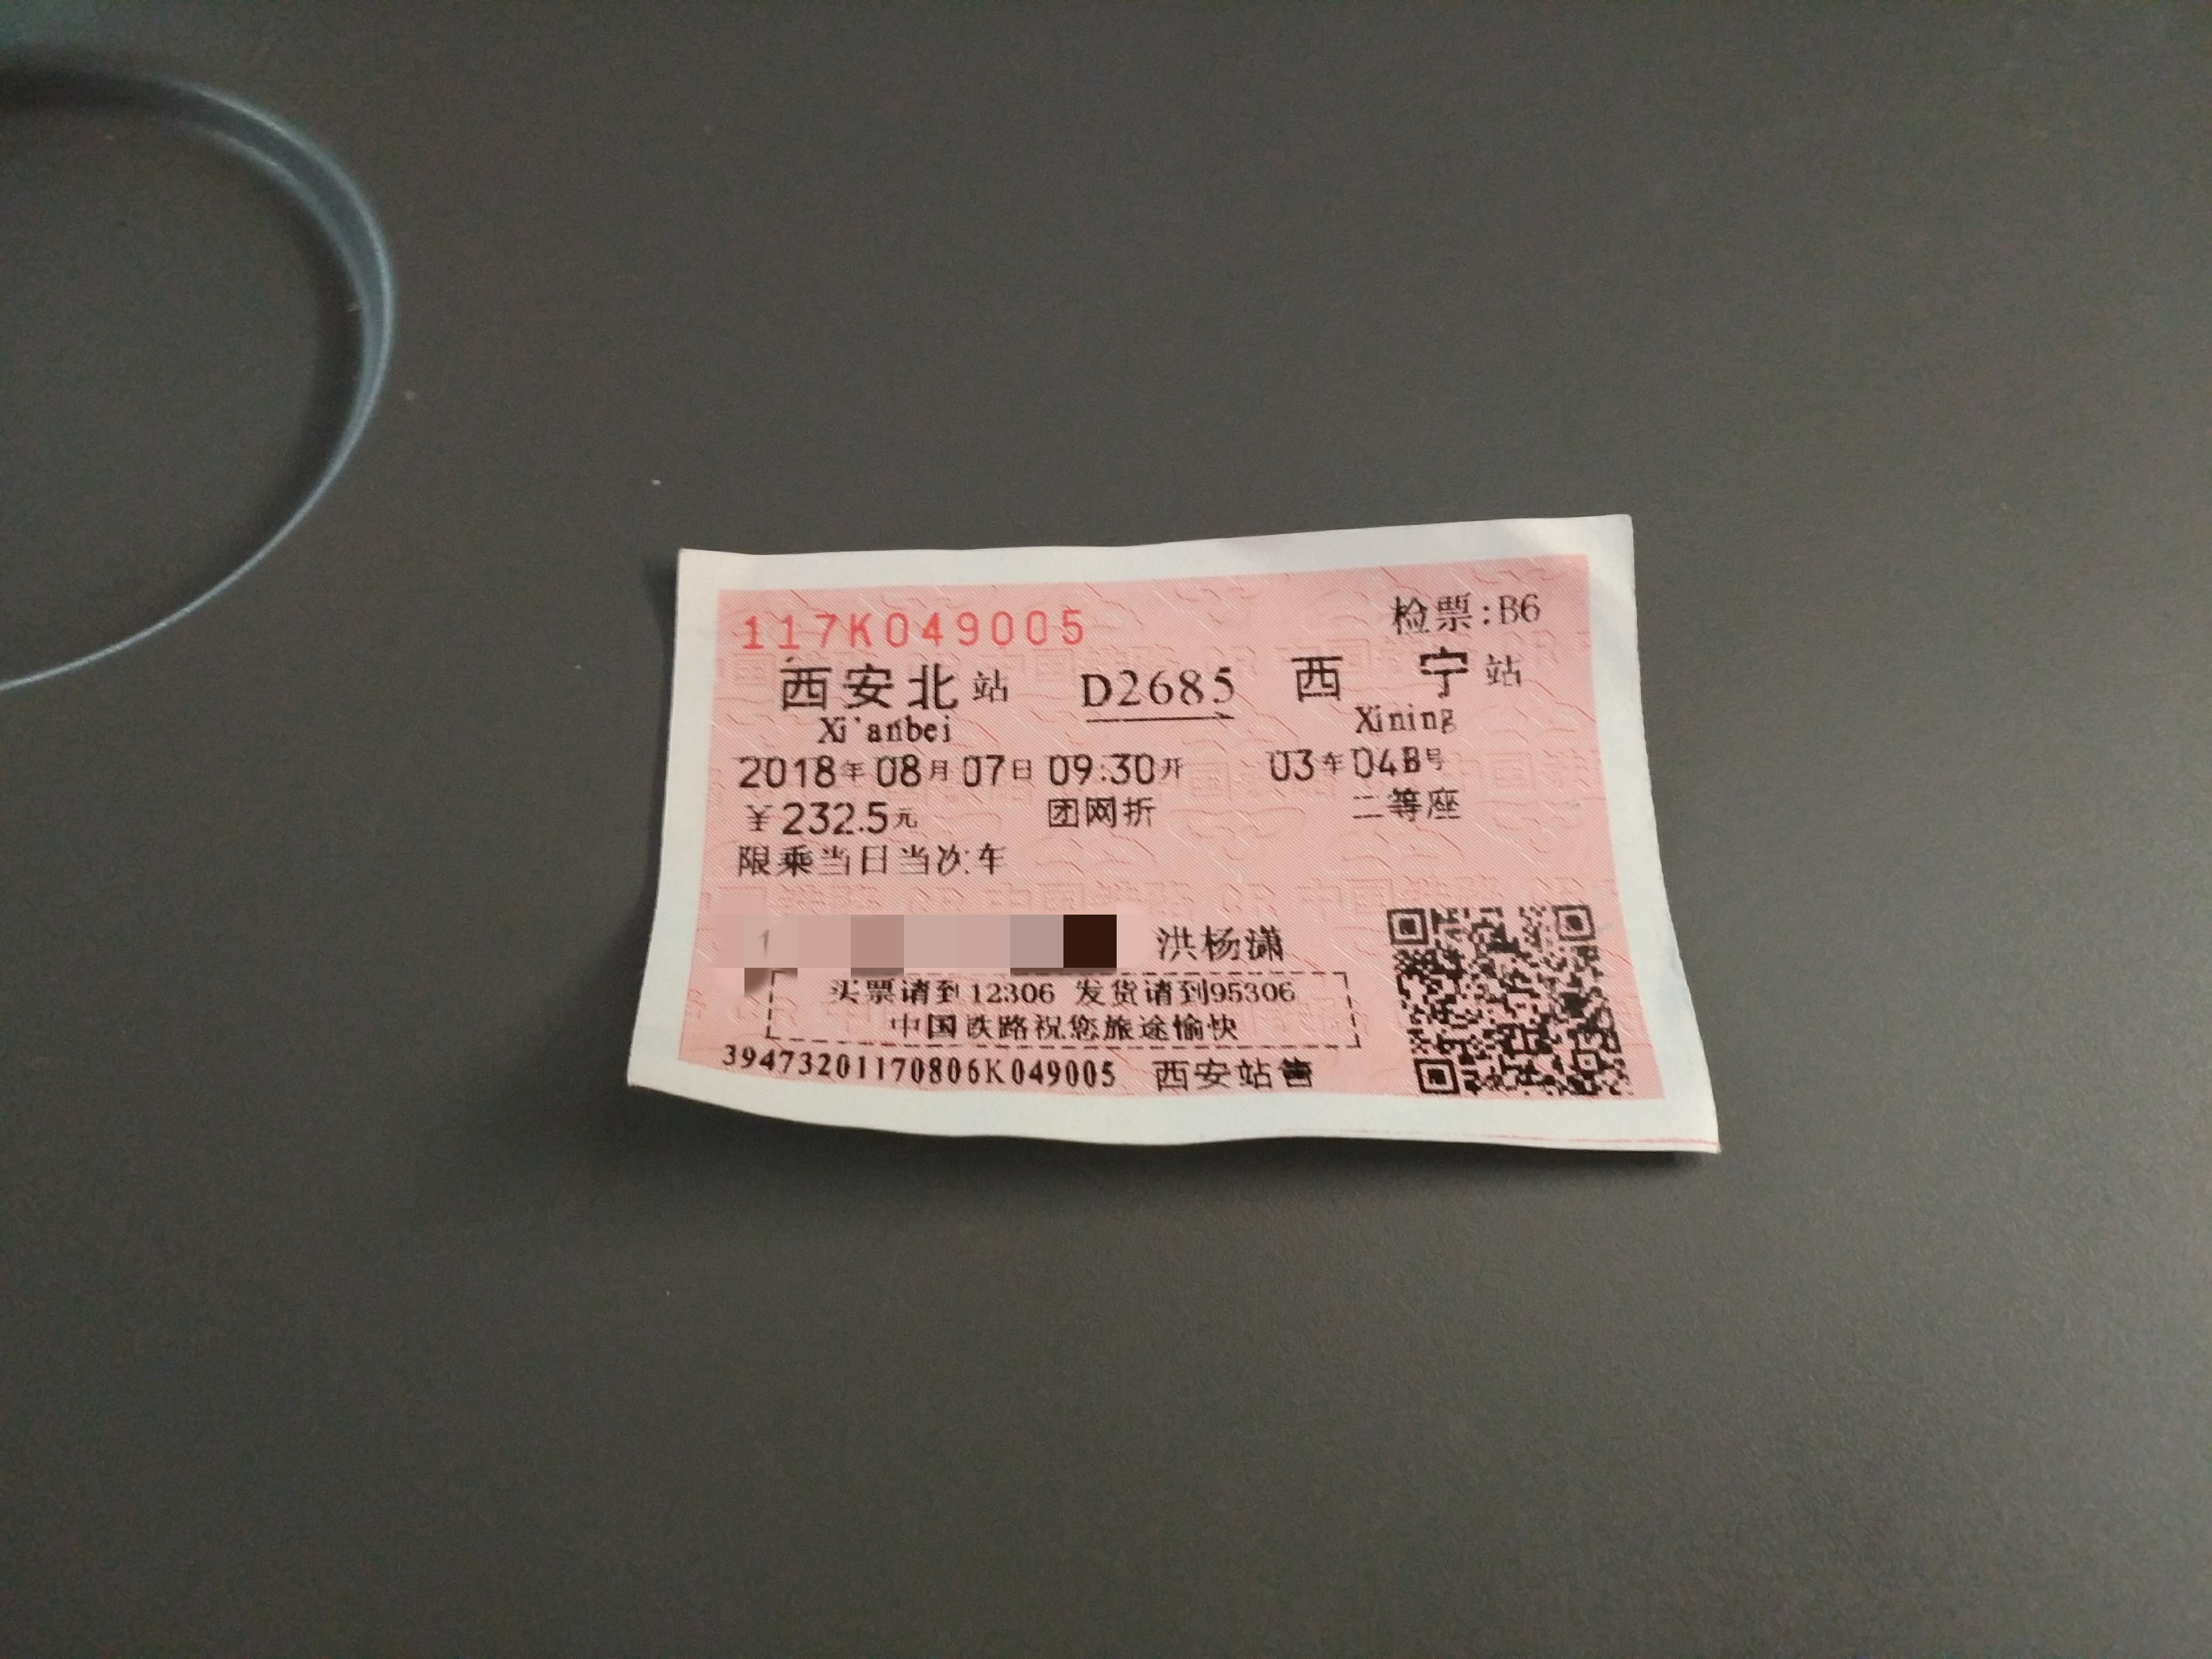 117K049005 检票:B6
西安北站 D2685 西宁站
Xi'anbei Xining
2018年08月07日09:30开 03车04B号
¥232.5元 团网折 二等座
限乘当日当次车
洪杨潇
买票请到12306 发货请到95306
中国铁路祝您旅途愉快
39473201170806K049005 西安站售